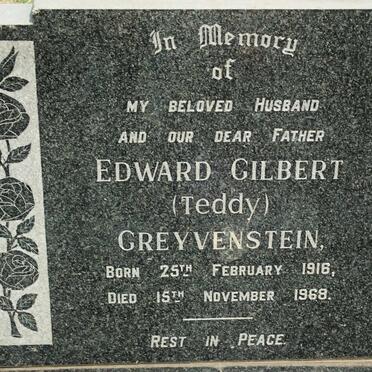 In Memory
of
MY BELOVED HUSBAND
AND OUR DEAR FATHER
EDWARD GILBERT
(Teddy)
GREYVENSTEIN,
BORN 25TH FEBRUARY 1916,
DIED 15TH NOVEMBER 1968.
REST IN PEACE.